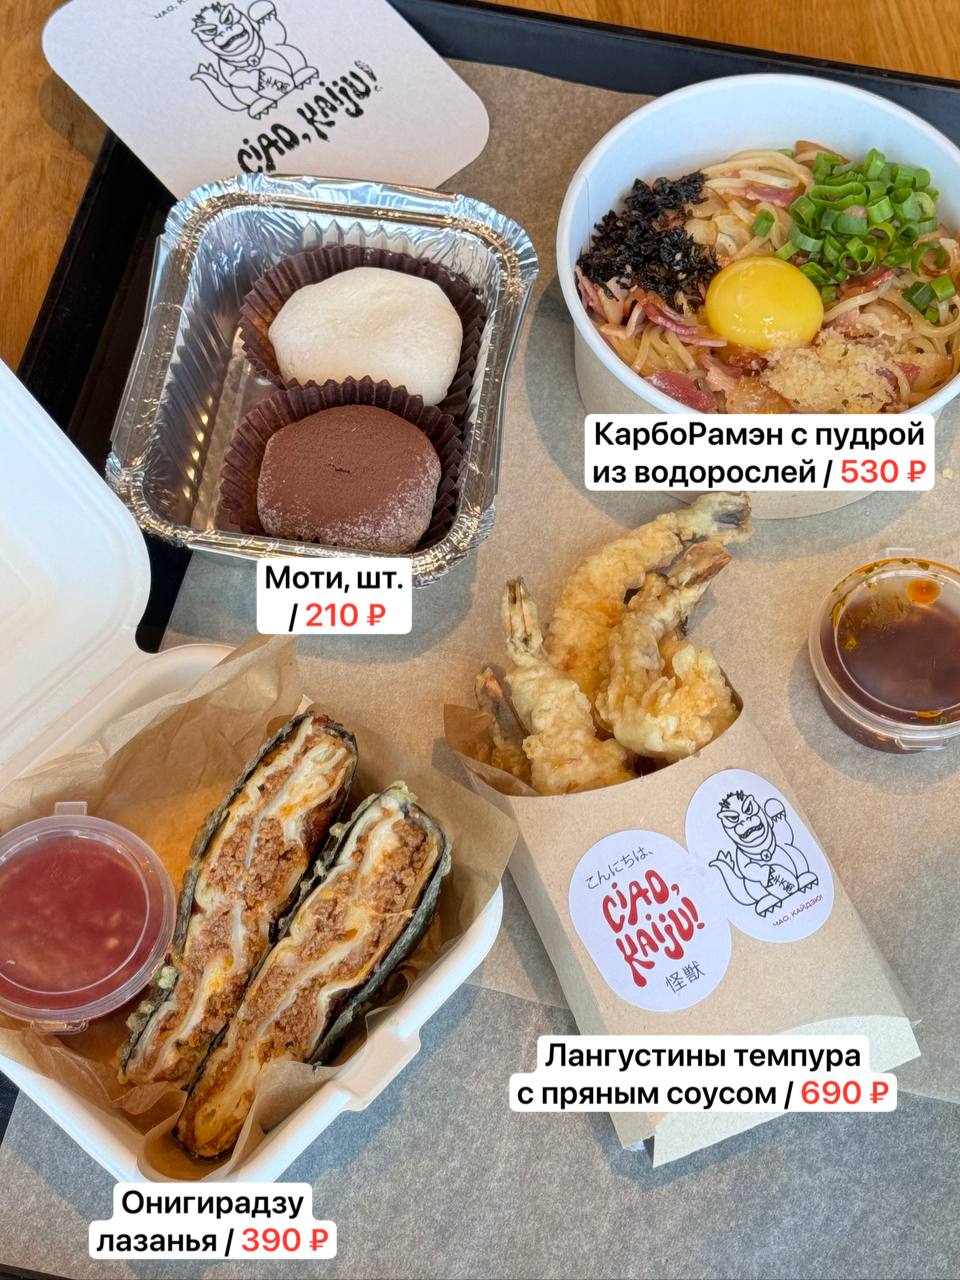 CIAO, KAIJU!
КарбоРамэн с пудрой
из водорослей / 530 ₽
Моти, шт.
/ 210 ₽
こんにちは、
CIAO,
KAIJU!
怪獣
ЧАО, КАЙДЗЮ!
Лангустины темпура
с пряным соусом / 690 ₽
Онигирадзу
лазанья / 390 ₽